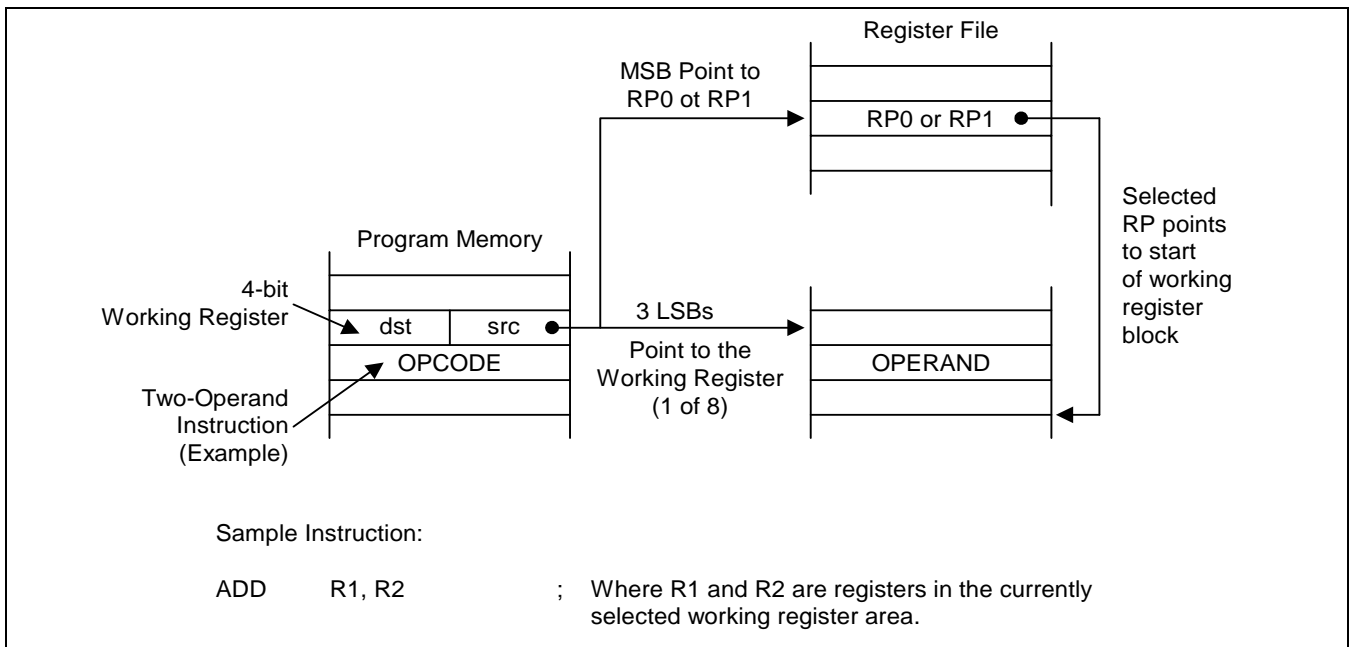 Register File
MSB Point to
RP0 ot RP1
RP0 or RP1
Selected
RP points
to start
of working
register
block
Program Memory
4-bit
Working Register
dst src
3 LSBs
OPCODE
Point to the
Working Register
(1 of 8)
OPERAND
Two-Operand
Instruction
(Example)
Sample Instruction:
ADD R1, R2 ; Where R1 and R2 are registers in the currently
selected working register area.